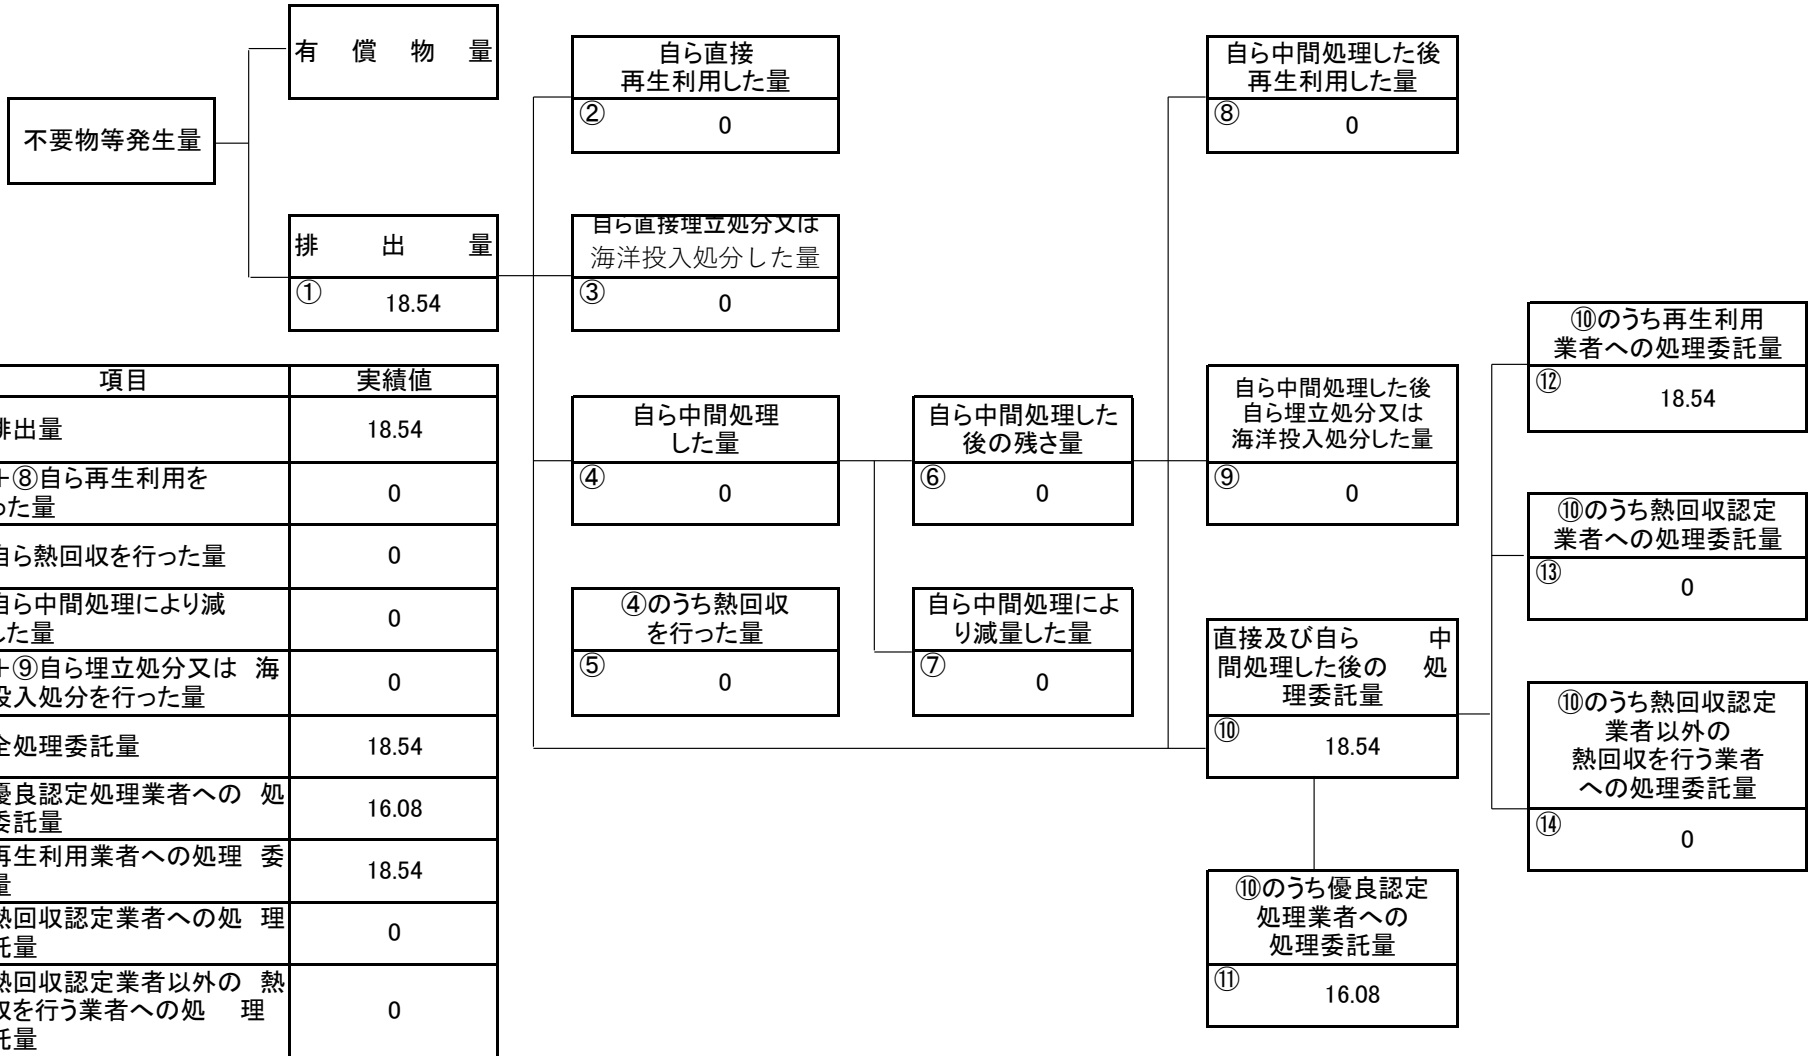 有 償 物 量
不要物等発生量
排 出 量
① 18.54
自ら直接
再生利用した量
② 0
自ら直接埋立処分又は
海洋投入処分した量
③ 0
自ら中間処理
した量
④ 0
④のうち熱回収
を行った量
⑤ 0
自ら中間処理した
後の残さ量
⑥ 0
自ら中間処理によ
り減量した量
⑦ 0
自ら中間処理した後
再生利用した量
⑧ 0
自ら中間処理した後
自ら埋立処分又は
海洋投入処分した量
⑨ 0
直接及び自ら 中
間処理した後の 処
理委託量
⑩ 18.54
⑩のうち優良認定
処理業者への
処理委託量
⑪ 16.08
⑩のうち再生利用
業者への処理委託量
⑫ 18.54
⑩のうち熱回収認定
業者への処理委託量
⑬ 0
⑩のうち熱回収認定
業者以外の
熱回収を行う業者
への処理委託量
⑭ 0
項目 実績値
排出量 18.54
+⑧自ら再生利用を
った量 0
自ら熱回収を行った量 0
自ら中間処理により減
した量 0
+⑨自ら埋立処分又は 海
投入処分を行った量 0
全処理委託量 18.54
優良認定処理業者への 処
委託量 16.08
再生利用業者への処理 委
量 18.54
熱回収認定業者への処 理
託量 0
熱回収認定業者以外の 熱
収を行う業者への処 理
託量 0